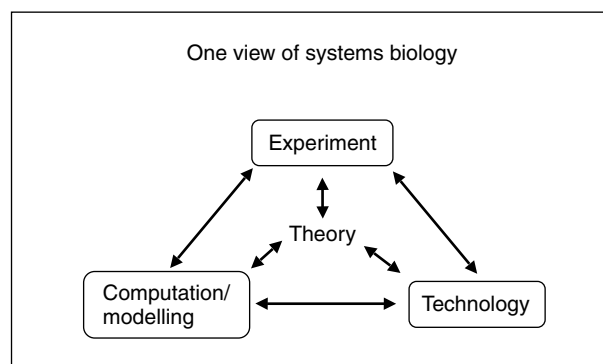 One view of systems biology
Experiment
Theory
Computation/
modelling
Technology